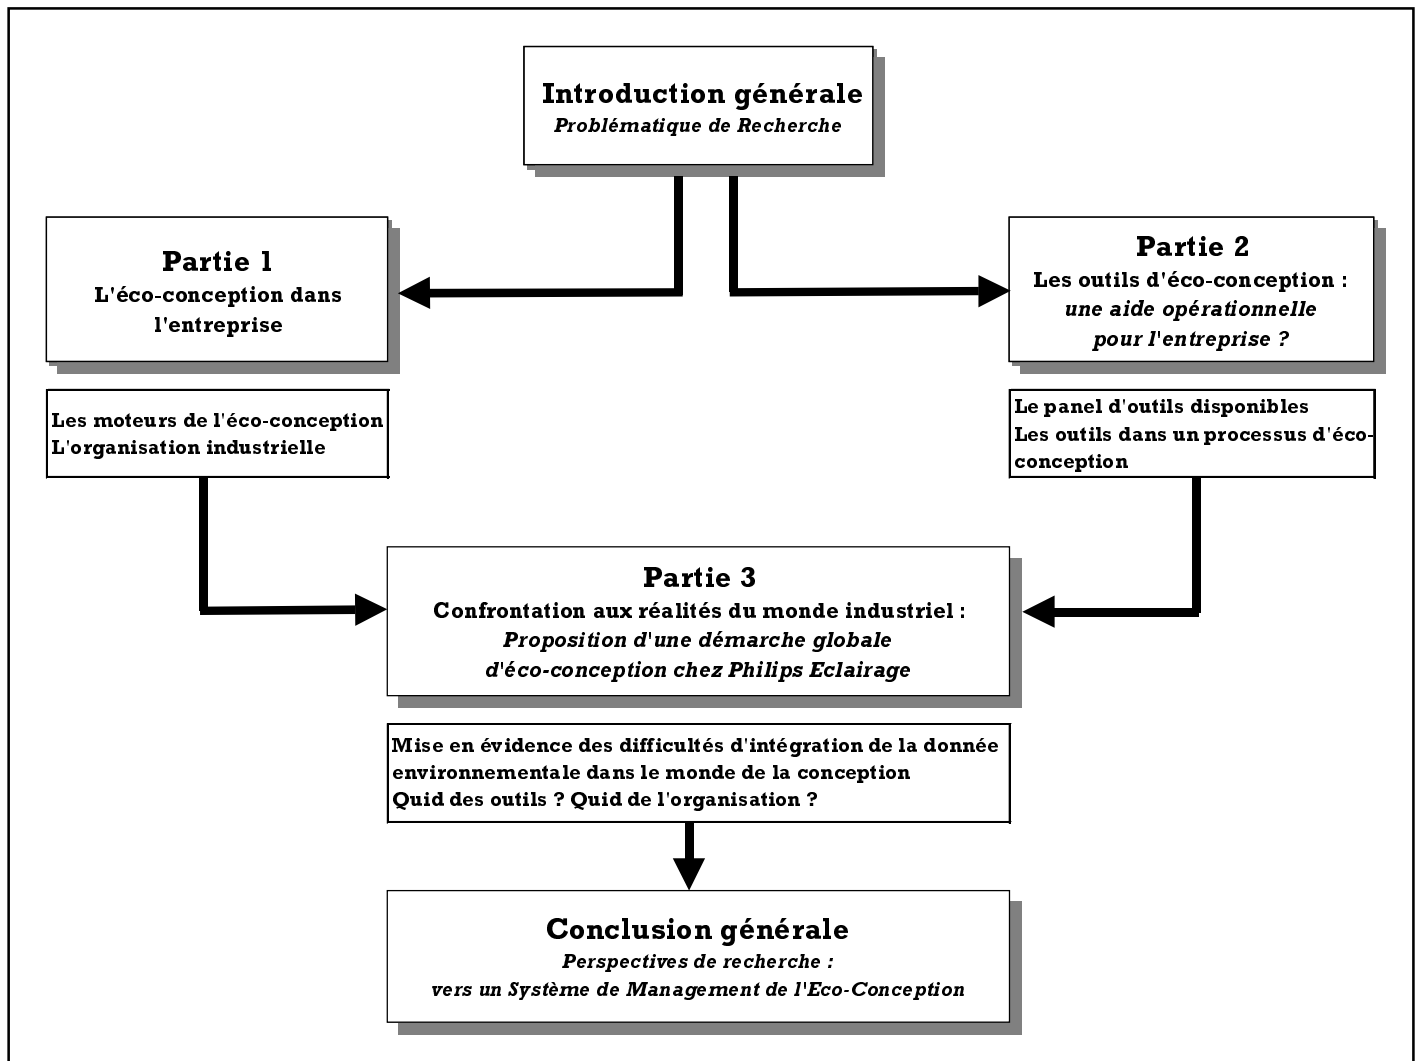 Introduction générale
Problématique de Recherche
Partie 1
L'éco-conception dans
l'entreprise
Partie 2
Les outils d'éco-conception :
une aide opérationnelle
pour l'entreprise ?
Les moteurs de l'éco-conception
L'organisation industrielle
Le panel d'outils disponibles
Les outils dans un processus d'éco-
conception
Partie 3
Confrontation aux réalités du monde industriel :
Proposition d'une démarche globale
d'éco-conception chez Philips Eclairage
Mise en évidence des difficultés d'intégration de la donnée
environnementale dans le monde de la conception
Quid des outils ? Quid de l'organisation ?
Conclusion générale
Perspectives de recherche :
vers un Système de Management de l'Eco-Conception